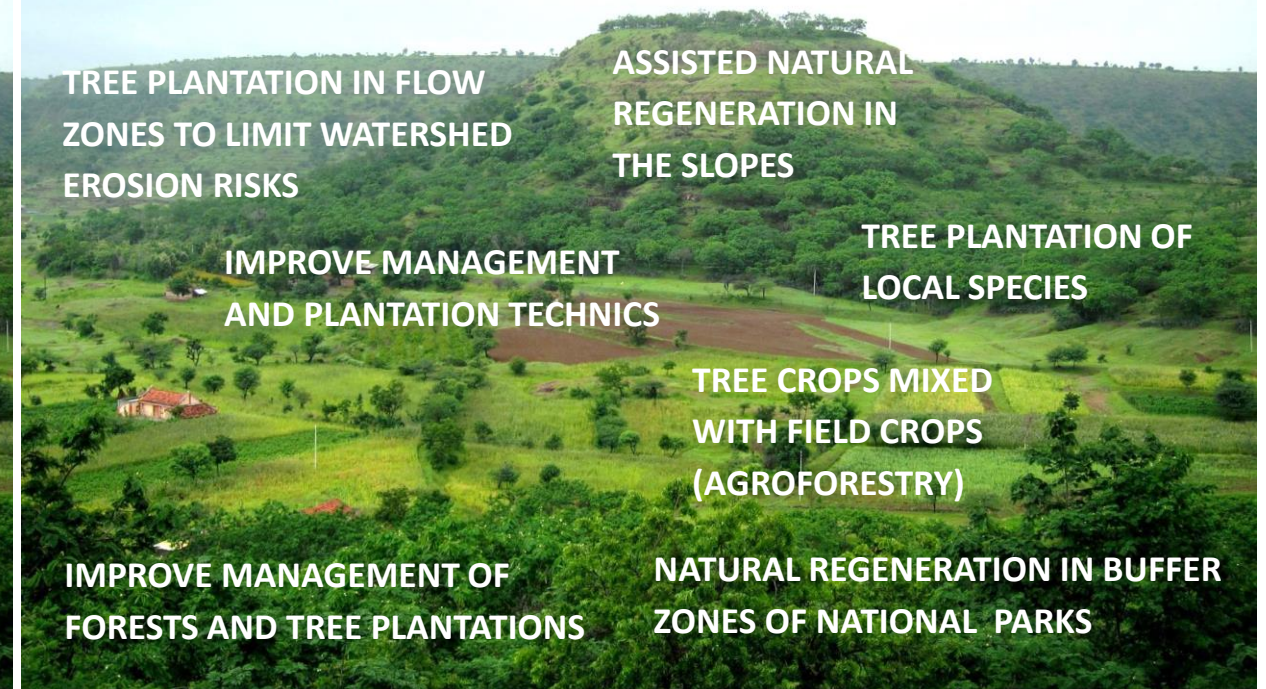 TREE PLANTATION IN FLOW
ZONES TO LIMIT WATERSHED
EROSION RISKS
ASSISTED NATURAL
REGENERATION IN
THE SLOPES
IMPROVE MANAGEMENT
AND PLANTATION TECHNICS
TREE PLANTATION OF
LOCAL SPECIES
TREE CROPS MIXED
WITH FIELD CROPS
(AGROFORESTRY)
IMPROVE MANAGEMENT OF
FORESTS AND TREE PLANTATIONS
NATURAL REGENERATION IN BUFFER
ZONES OF NATIONAL PARKS